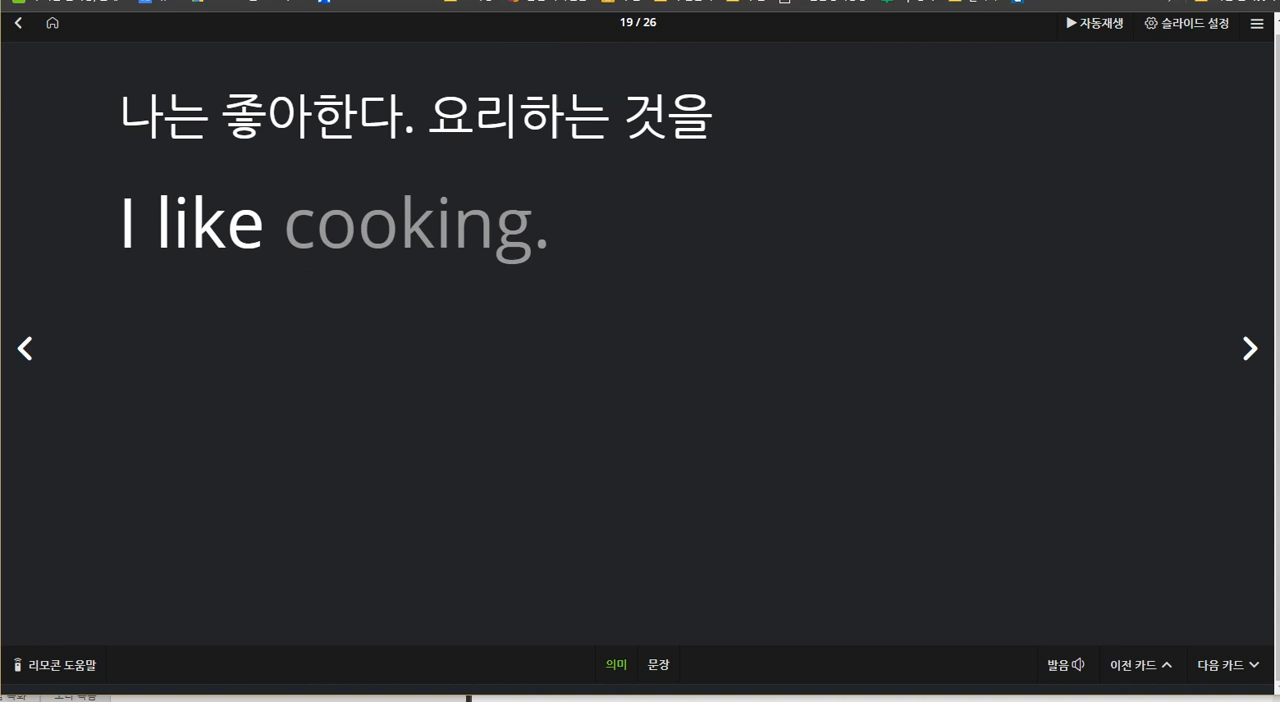 19 / 26
자동재생
슬라이드 설정
나는 좋아한다. 요리하는 것을
I like cooking.
리모콘 도움말
의미
문장
발음
이전 카드
다음 카드